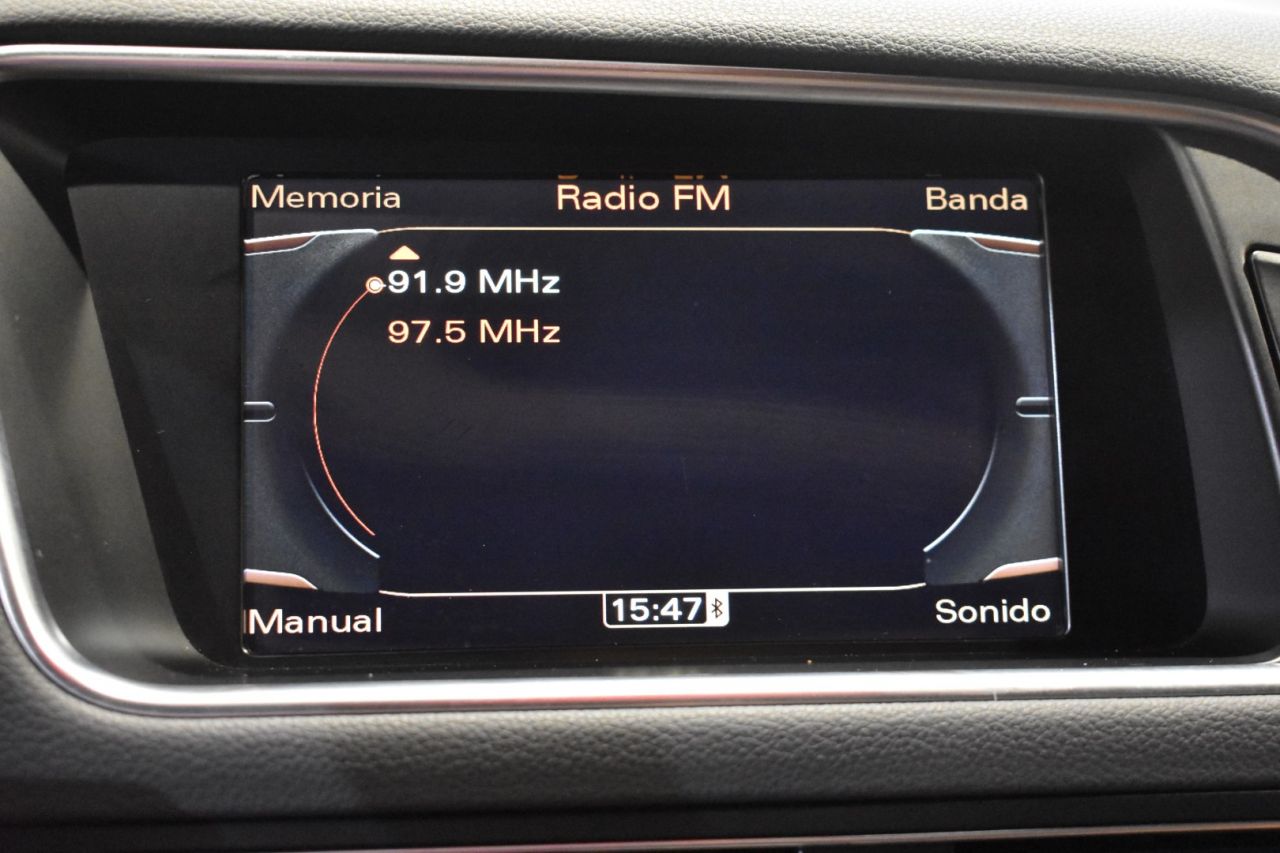 Memoria Radio FM Banda
91.9 MHz
97.5 MHz
Manual 15:47 Sonido